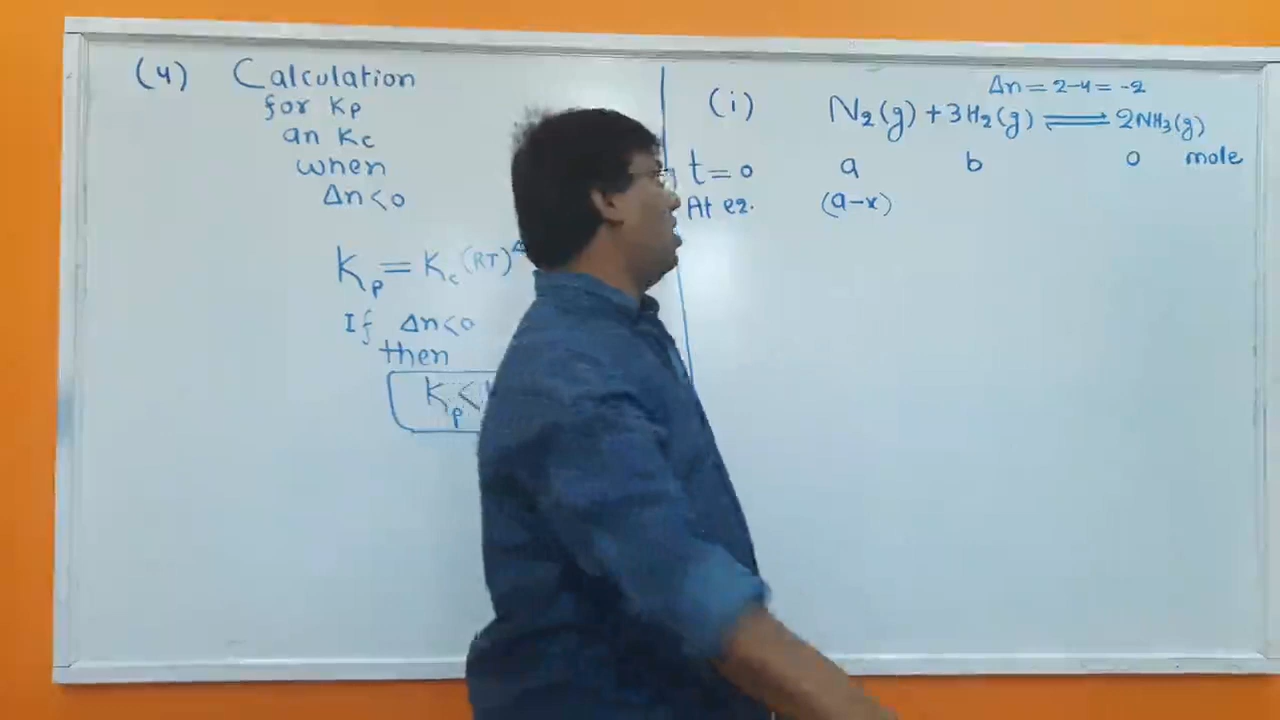 (4) Calculation
for Kp
an Kc
when
Δn<0
Kp = Kc (RT)
If Δn<0
then
Kp <
Δn = 2-4 = -2
(i) N2(g) + 3H2(g) ⇌ 2NH3(g)
t=0 a b 0 mole
At eq. (a-x)